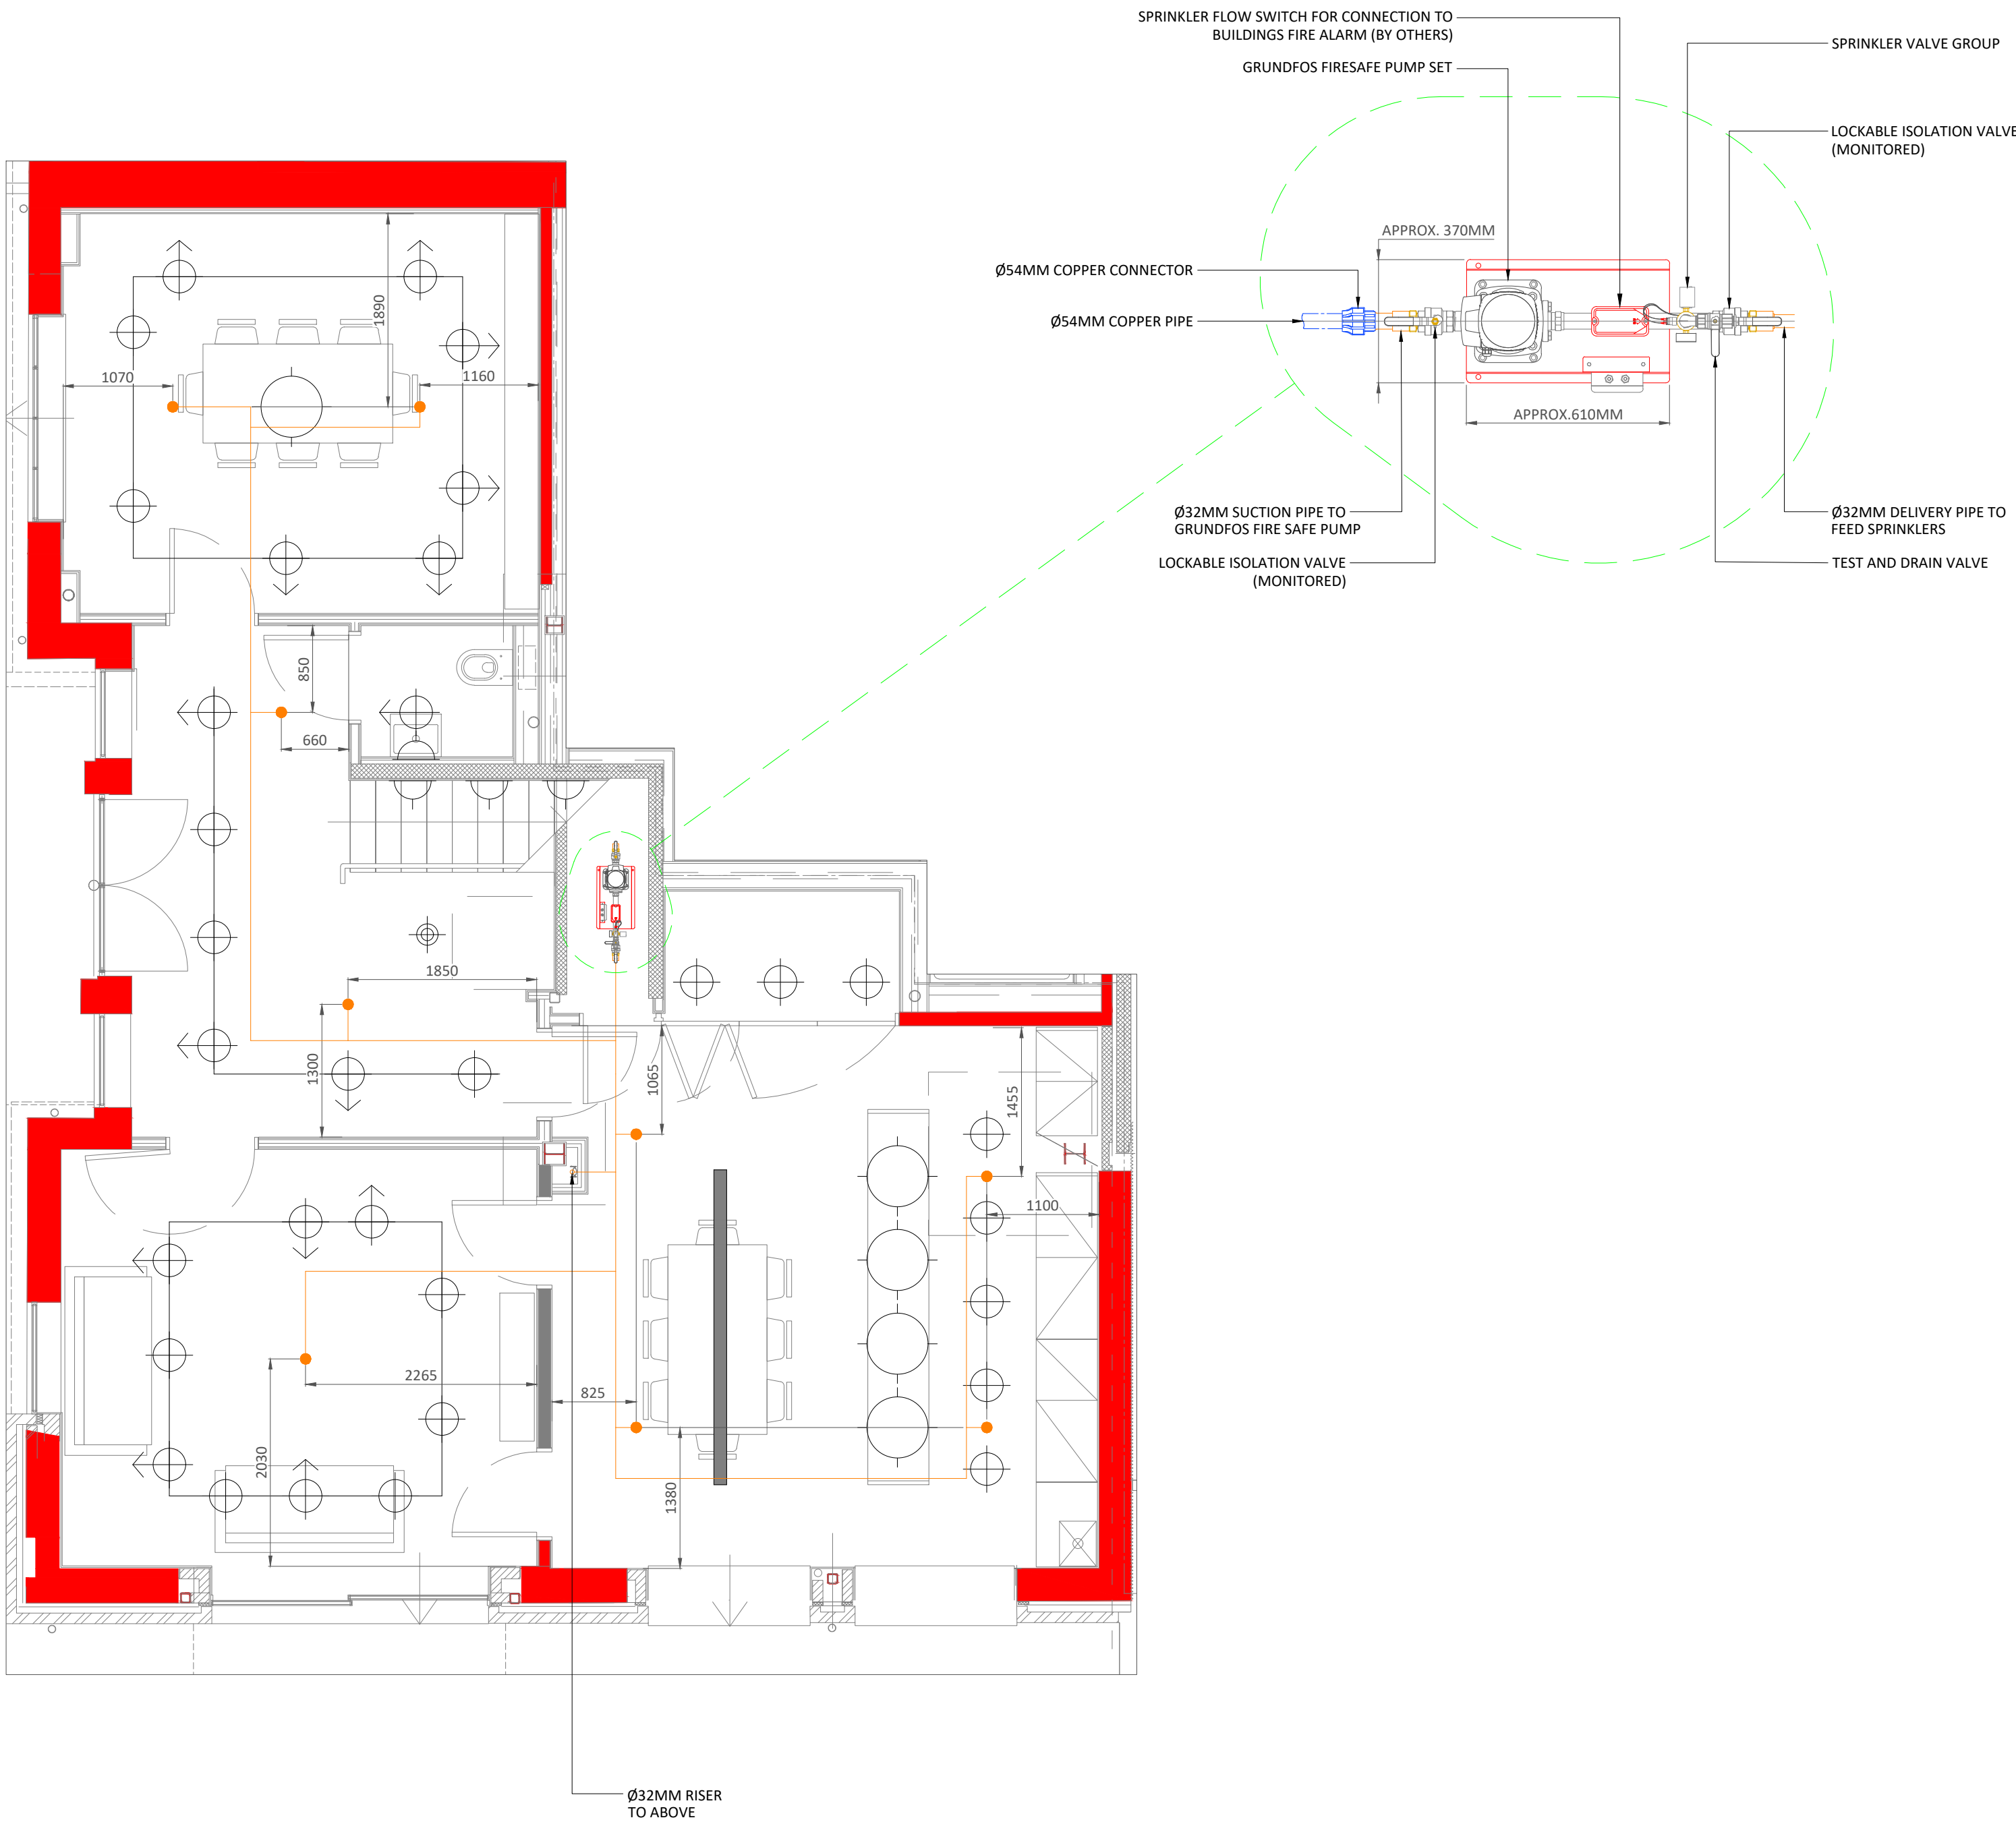 SPRINKLER FLOW SWITCH FOR CONNECTION TO
BUILDINGS FIRE ALARM (BY OTHERS)
GRUNDFOS FIRESAFE PUMP SET
SPRINKLER VALVE GROUP
LOCKABLE ISOLATION VALVE
(MONITORED)
APPROX. 370MM
Ø54MM COPPER CONNECTOR
Ø54MM COPPER PIPE
APPROX.610MM
Ø32MM SUCTION PIPE TO
GRUNDFOS FIRE SAFE PUMP
LOCKABLE ISOLATION VALVE
(MONITORED)
Ø32MM DELIVERY PIPE TO
FEED SPRINKLERS
TEST AND DRAIN VALVE
1890
1070
1160
850
660
1850
1300
1065
1455
1100
2265
825
2030
1380
Ø32MM RISER
TO ABOVE